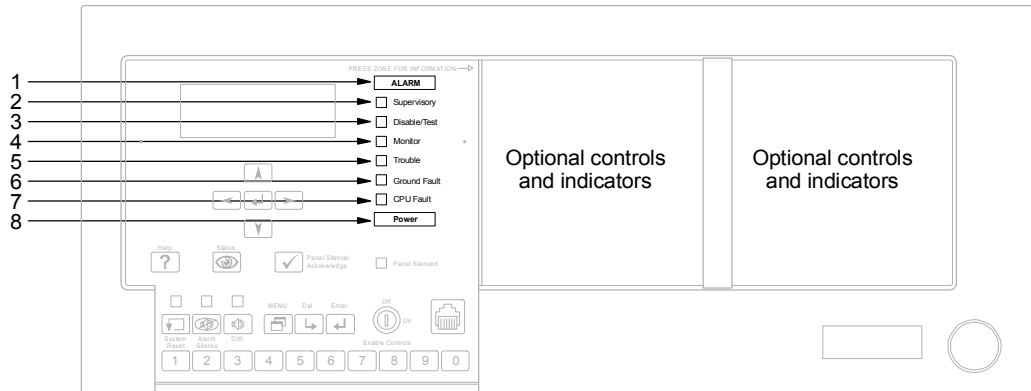 PRESS ZONE FOR INFORMATION
1 ALARM
2 Supervisory
3 Disable/Test
4 Monitor
5 Trouble
6 Ground Fault
7 CPU Fault
8 Power
Optional controls
and indicators
Optional controls
and indicators
Help
?
Status
Panel Silence/
Acknowledge
Panel Silenced
MENU Del Enter
Off
On
System
Reset
Alarm
Silence
Drill
Enable Controls
1 2 3 4 5 6 7 8 9 0